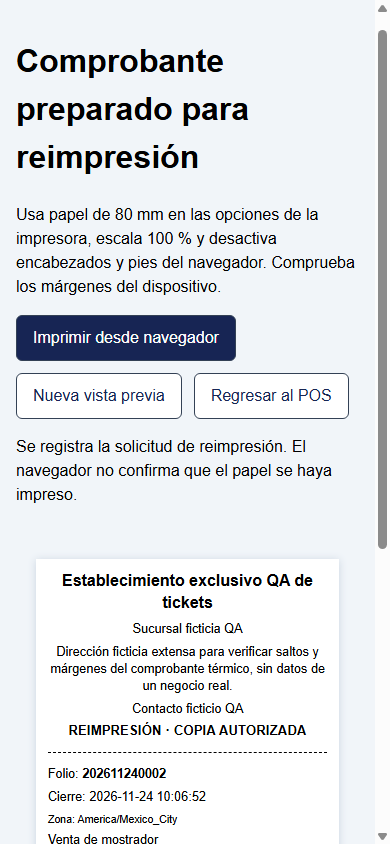 Comprobante
preparado para
reimpresión
Usa papel de 80 mm en las opciones de la
impresora, escala 100 % y desactiva
encabezados y pies del navegador. Comprueba
los márgenes del dispositivo.
Imprimir desde navegador
Nueva vista previa
Regresar al POS
Se registra la solicitud de reimpresión. El
navegador no confirma que el papel se haya
impreso.
Establecimiento exclusivo QA de
tickets
Sucursal ficticia QA
Dirección ficticia extensa para verificar saltos y
márgenes del comprobante térmico, sin datos de
un negocio real.
Contacto ficticio QA
REIMPRESIÓN · COPIA AUTORIZADA
Folio: 202611240002
Cierre: 2026-11-24 10:06:52
Zona: America/Mexico_City
Venta de mostrador